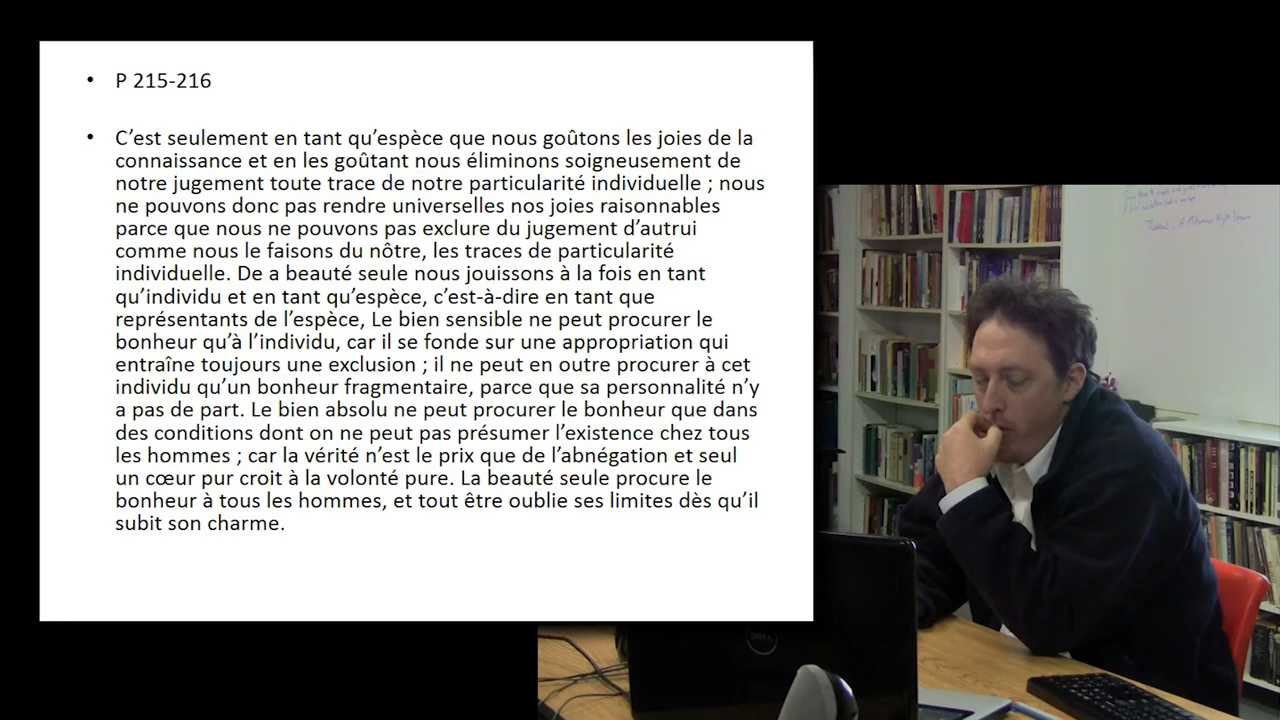 P 215-216
C’est seulement en tant qu’espèce que nous goûtons les joies de la
connaissance et en les goûtant nous éliminons soigneusement de
notre jugement toute trace de notre particularité individuelle ; nous
ne pouvons donc pas rendre universelles nos joies raisonnables
parce que nous ne pouvons pas exclure du jugement d’autrui
comme nous le faisons du nôtre, les traces de particularité
individuelle. De a beauté seule nous jouissons à la fois en tant
qu’individu et en tant qu’espèce, c’est-à-dire en tant que
représentants de l’espèce, Le bien sensible ne peut procurer le
bonheur qu’à l’individu, car il se fonde sur une appropriation qui
entraîne toujours une exclusion ; il ne peut en outre procurer à cet
individu qu’un bonheur fragmentaire, parce que sa personnalité n’y
a pas de part. Le bien absolu ne peut procurer le bonheur que dans
des conditions dont on ne peut pas présumer l’existence chez tous
les hommes ; car la vérité n’est le prix que de l’abnégation et seul
un cœur pur croit à la volonté pure. La beauté seule procure le
bonheur à tous les hommes, et tout être oublie ses limites dès qu’il
subit son charme.
DELL